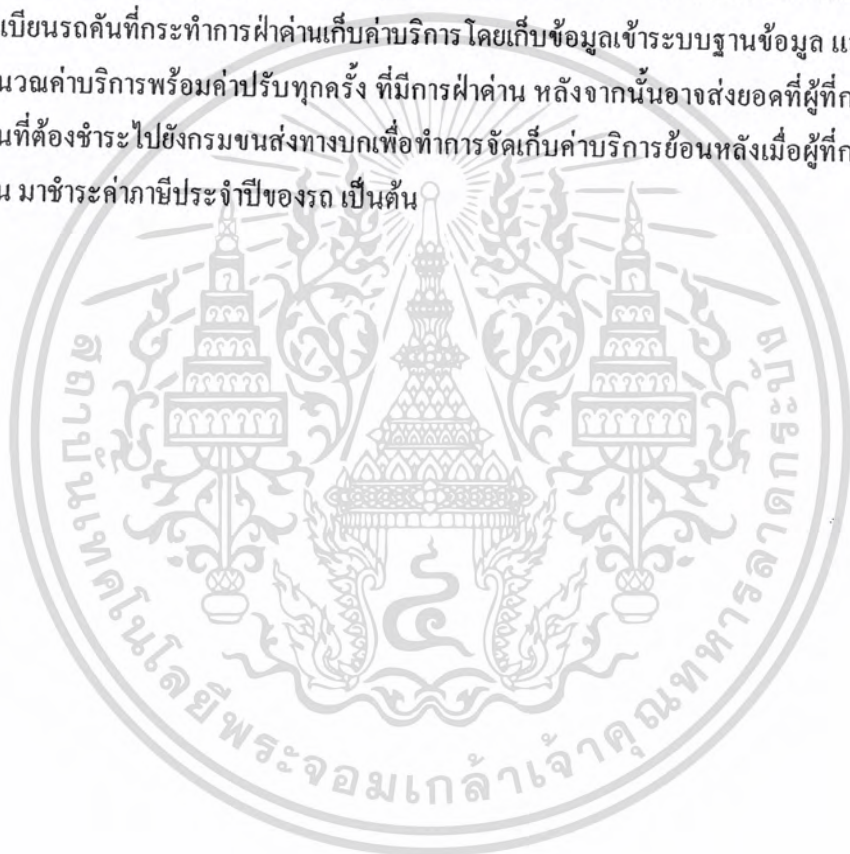 เบียนรถคันที่กระทำการฝ่าด่านเก็บค่าบริการ โดยเก็บข้อมูลเข้าระบบฐานข้อมูล
นวณค่าบริการพร้อมค่าปรับทุกครั้ง ที่มีการฝ่าด่าน หลังจากนั้นอาจส่งยอดที่ผู้ที่ก
นที่ต้องชำระไปยังกรมขนส่งทางบกเพื่อทำการจัดเก็บค่าบริการย้อนหลังเมื่อผู้ที่ก
น มาชำระค่าภาษีประจำปีของรถ เป็นต้น
สถาบันเทคโนโลยีพระจอมเกล้าเจ้าคุณทหารลาดกระบัง